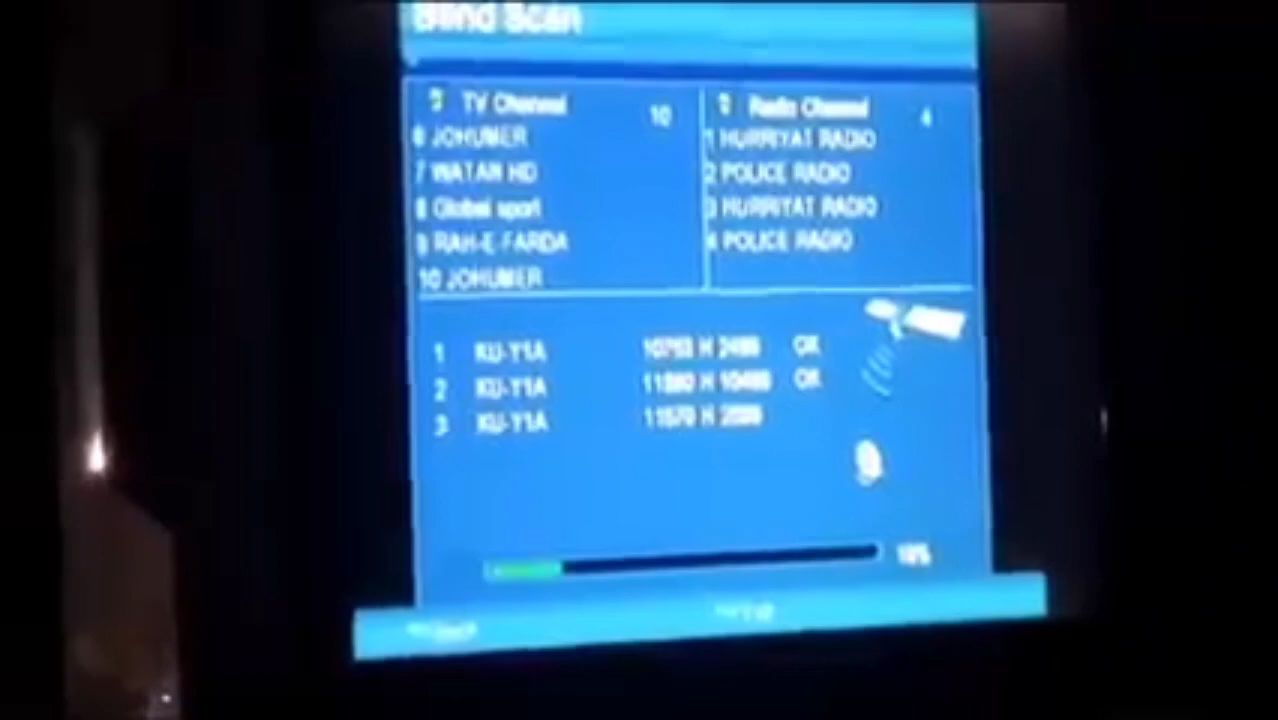 Blind Scan
TV Channel 10
6 JOHUMER
7 WATAN HD
8 Global sport
9 RAH-E-FARDA
10 JOHUMER
Radio Channel 4
1 HURRIYAT RADIO
2 POLICE RADIO
3 HURRIYAT RADIO
4 POLICE RADIO
1 KU-Y1A H OK
2 KU-Y1A H OK
3 KU-Y1A 11570 H